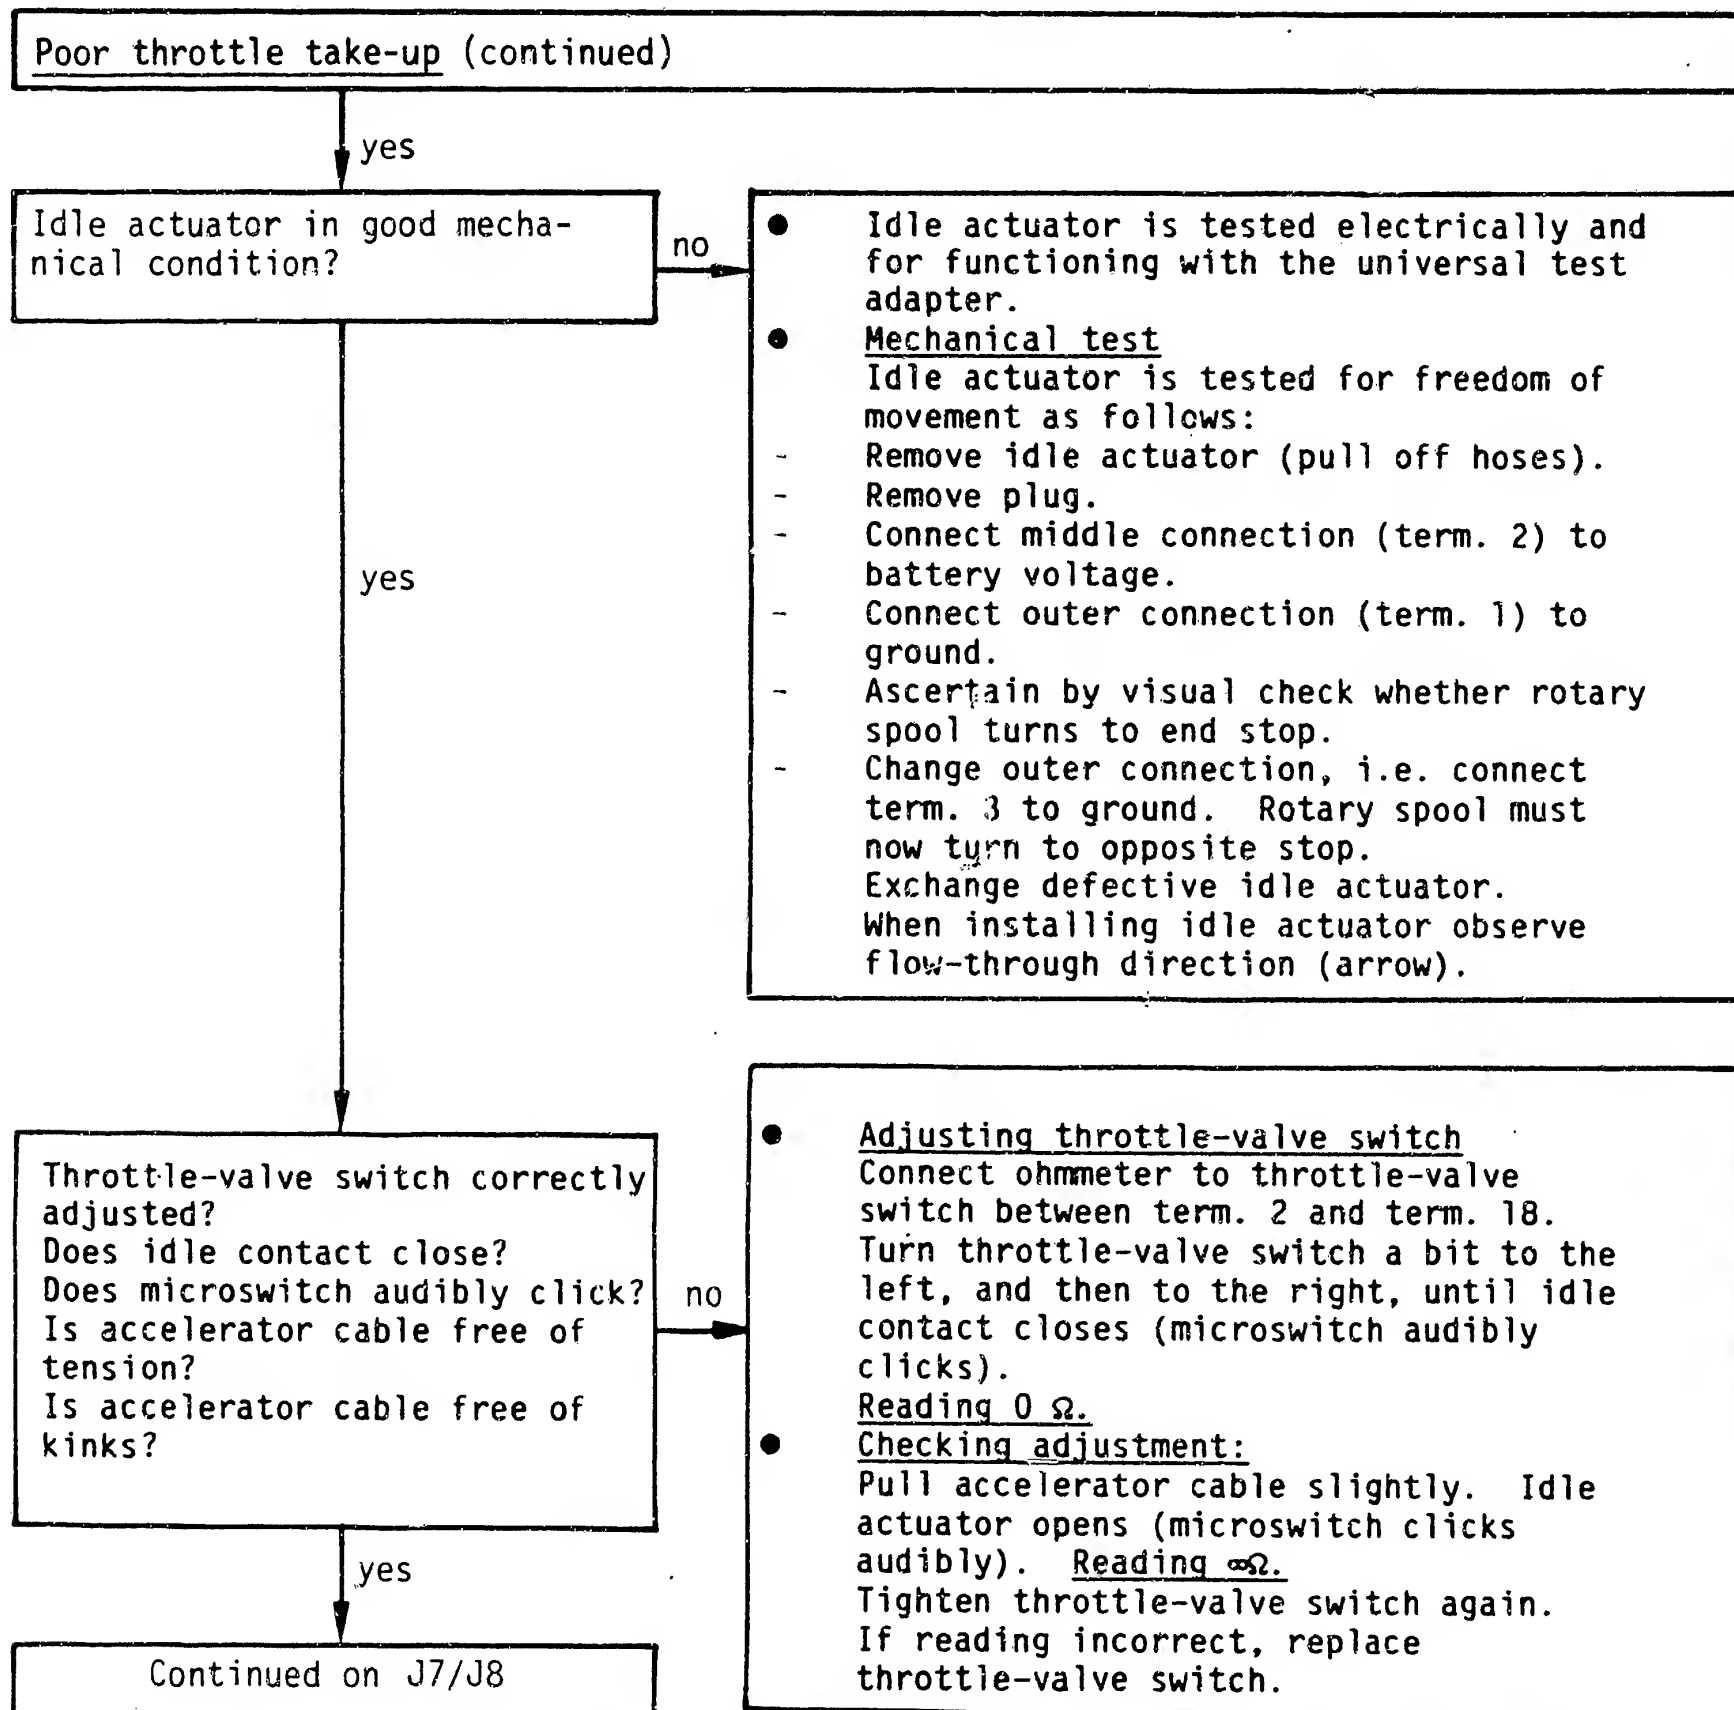 Poor throttle take-up (continued)
yes
Idle actuator in good mecha-
nical condition?
no
● Idle actuator is tested electrically and
for functioning with the universal test
adapter.
● Mechanical test
Idle actuator is tested for freedom of
movement as follows:
- Remove idle actuator (pull off hoses).
- Remove plug.
- Connect middle connection (term. 2) to
battery voltage.
- Connect outer connection (term. 1) to
ground.
- Ascertain by visual check whether rotary
spool turns to end stop.
- Change outer connection, i.e. connect
term. 3 to ground. Rotary spool must
now turn to opposite stop.
Exchange defective idle actuator.
When installing idle actuator observe
flow-through direction (arrow).
yes
Throttle-valve switch correctly
adjusted?
Does idle contact close?
Does microswitch audibly click?
Is accelerator cable free of
tension?
Is accelerator cable free of
kinks?
no
● Adjusting throttle-valve switch
Connect ohmmeter to throttle-valve
switch between term. 2 and term. 18.
Turn throttle-valve switch a bit to the
left, and then to the right, until idle
contact closes (microswitch audibly
clicks).
Reading 0 Ω.
● Checking adjustment:
Pull accelerator cable slightly. Idle
actuator opens (microswitch clicks
audibly). Reading ∞Ω.
Tighten throttle-valve switch again.
If reading incorrect, replace
throttle-valve switch.
yes
Continued on J7/J8